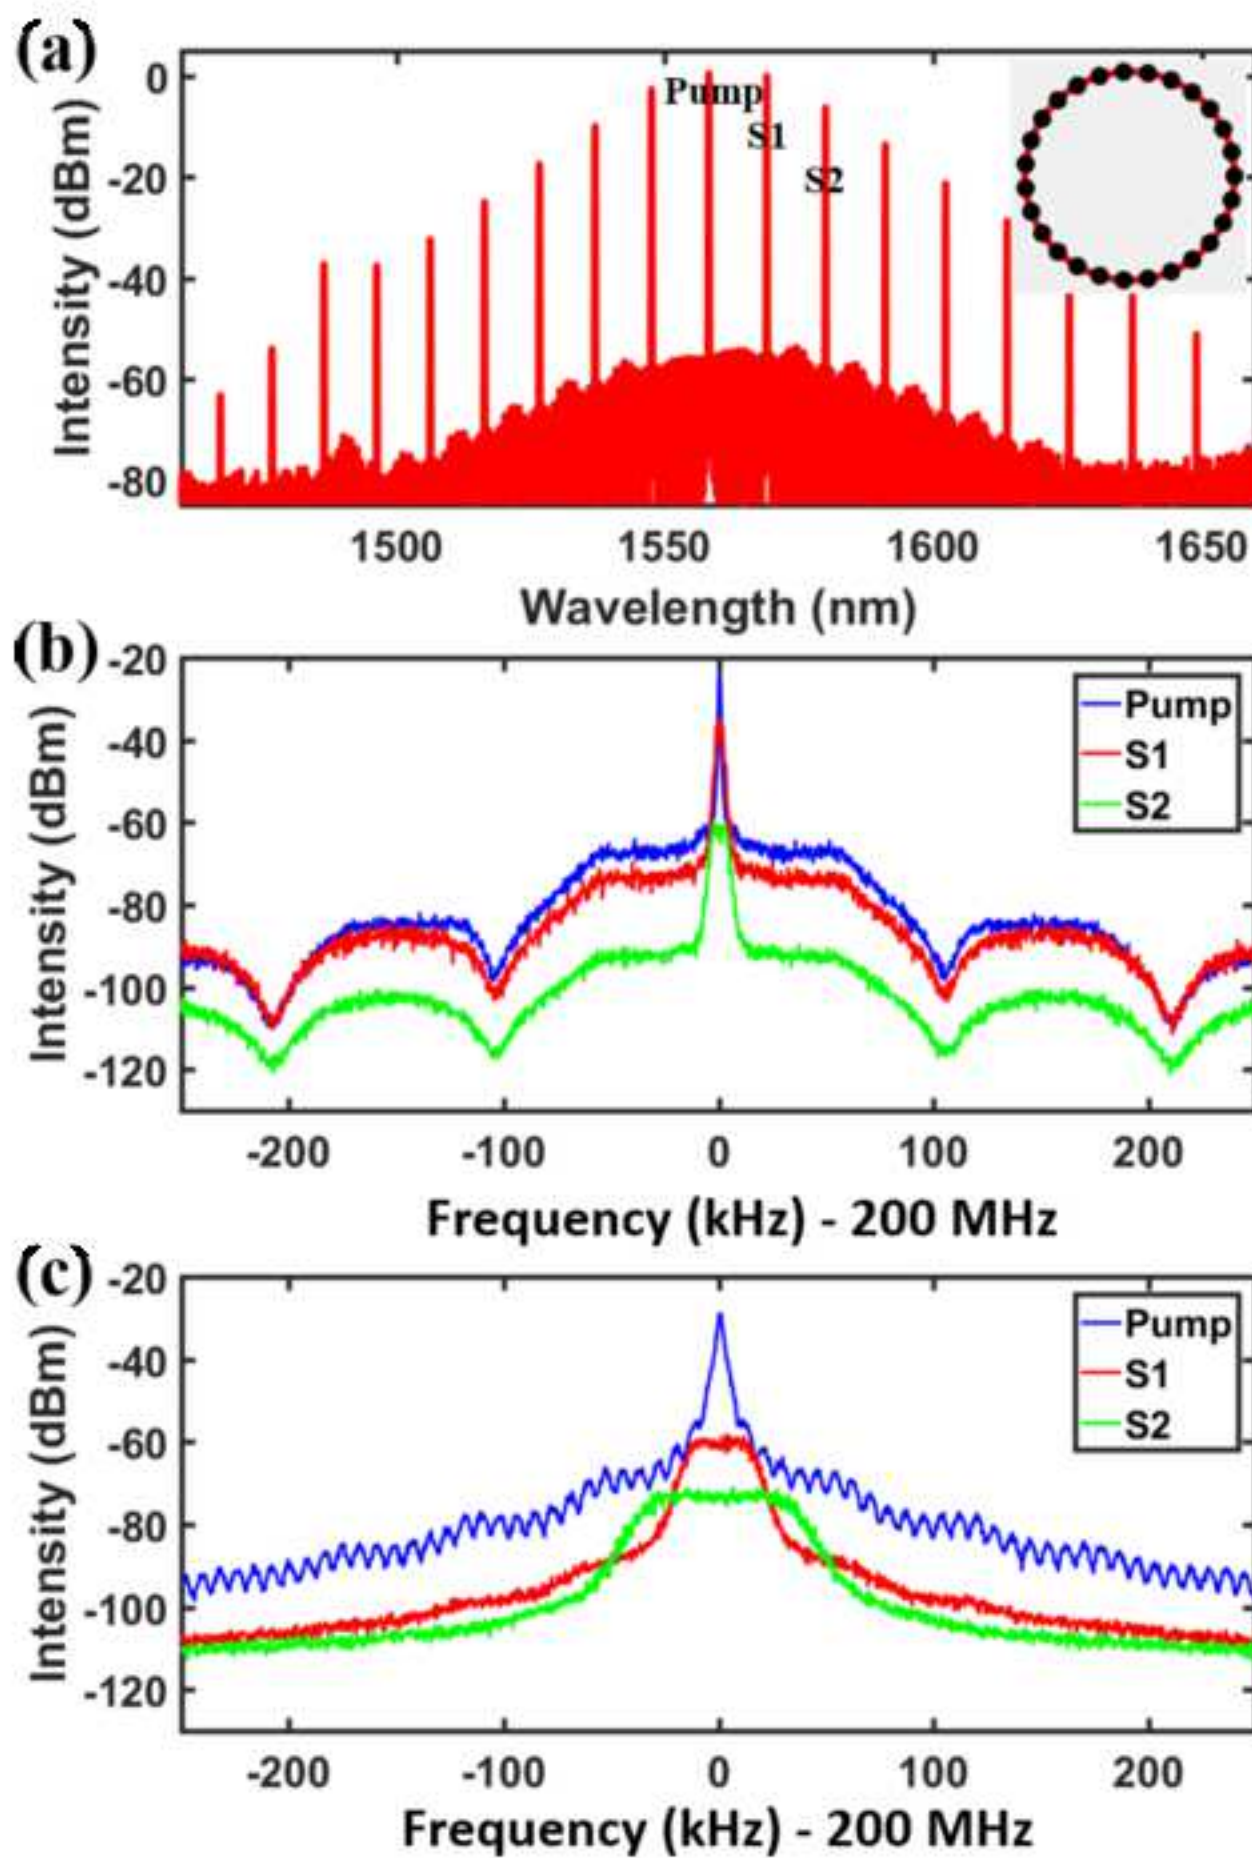 (a)
Intensity (dBm)
0
-20
-40
-60
-80
Pump
S1
S2
1500 1550 1600 1650
Wavelength (nm)
(b)
Intensity (dBm)
-20
-40
-60
-80
-100
-120
Pump
S1
S2
-200 -100 0 100 200
Frequency (kHz) - 200 MHz
(c)
Intensity (dBm)
-20
-40
-60
-80
-100
-120
Pump
S1
S2
-200 -100 0 100 200
Frequency (kHz) - 200 MHz